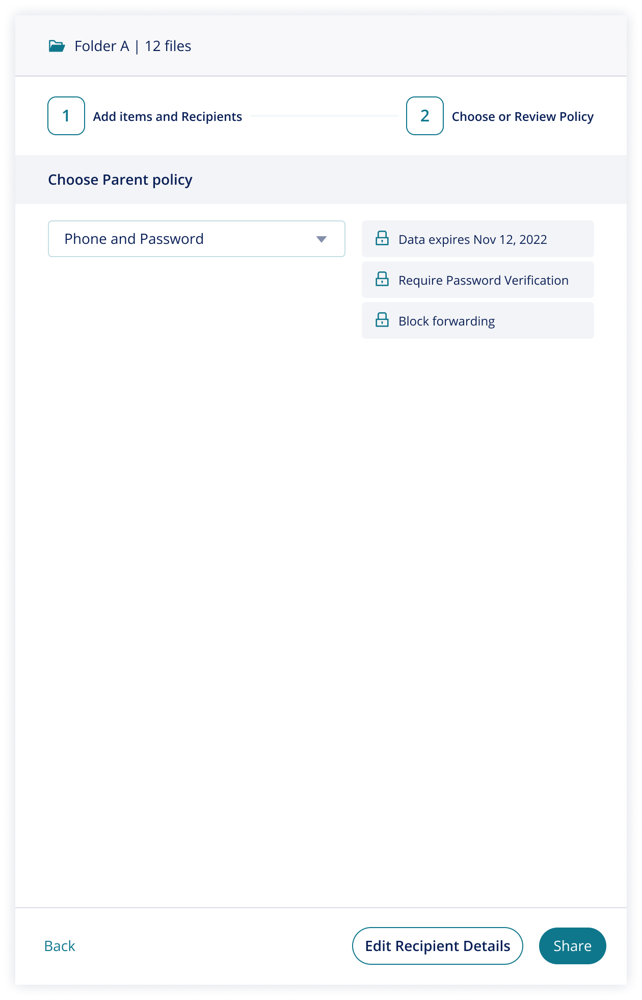 Folder A | 12 files
1 Add items and Recipients 2 Choose or Review Policy
Choose Parent policy
Phone and Password
Data expires Nov 12, 2022
Require Password Verification
Block forwarding
Back Edit Recipient Details Share